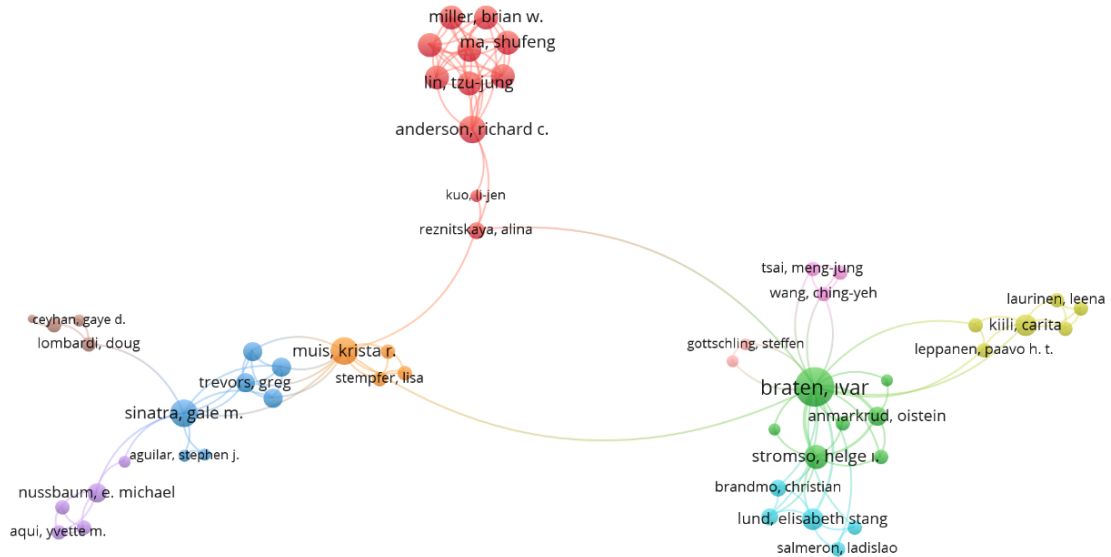 miller, brian w.
ma, shufeng
lin, tzu-jung
anderson, richard c.
kuo, li-jen
reznitskaya, alina
tsai, meng-jung
wang, ching-yeh
laurinen, leena
kiili, carita
leppanen, paavo h. t.
ceyhan, gaye d.
lombardi, doug
muis, krista r.
stempfer, lisa
gottschling, steffen
trevors, greg
braten, ıvar
sinatra, gale m.
anmarkrud, oistein
aguilar, stephen j.
stromso, helge ı.
nussbaum, e. michael
brandmo, christian
aqui, yvette m.
lund, elisabeth stang
salmeron, ladislao